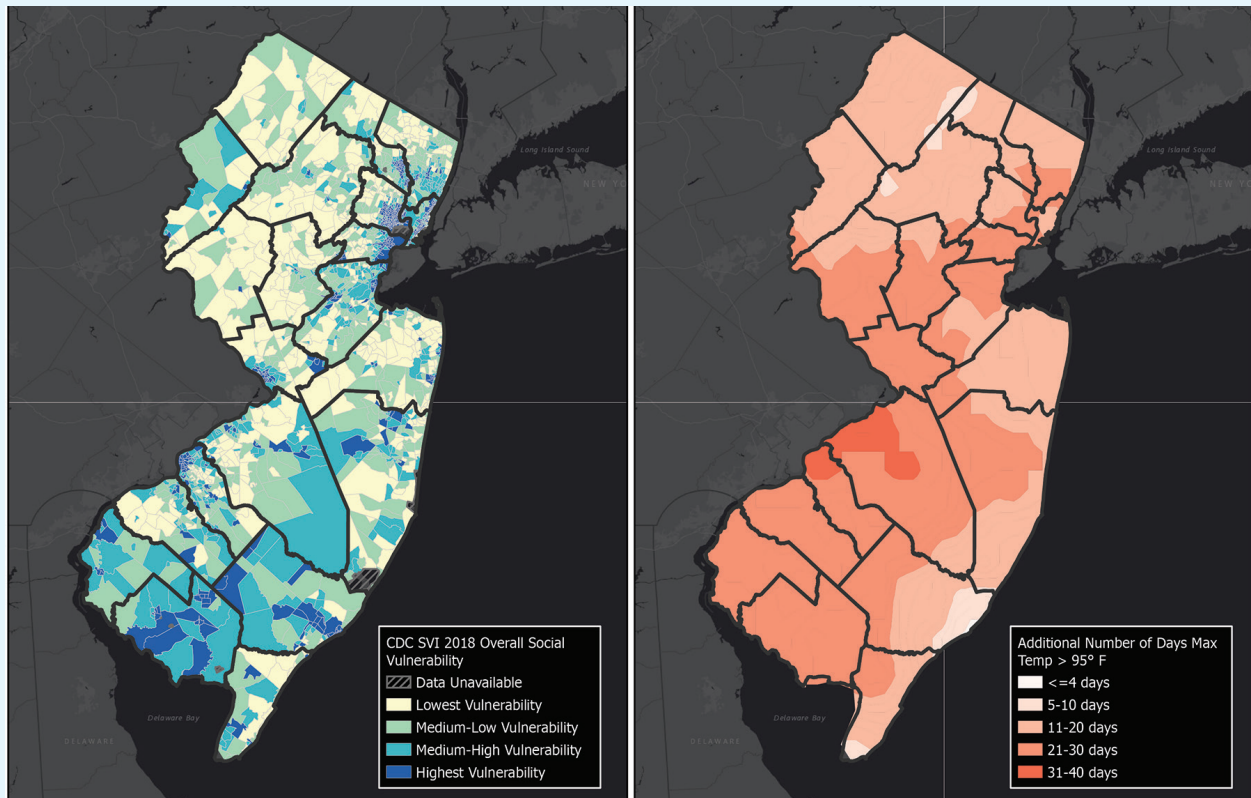 Long Island Sound
NEW YO
CDC SVI 2018 Overall Social
Vulnerability
Data Unavailable
Lowest Vulnerability
Medium-Low Vulnerability
Medium-High Vulnerability
Highest Vulnerability
Delaware Bay
DELAWARE
Long Island Sound
NEW YO
Additional Number of Days Max
Temp > 95° F
<=4 days
5-10 days
11-20 days
21-30 days
31-40 days
Delaware Bay
DELAWARE